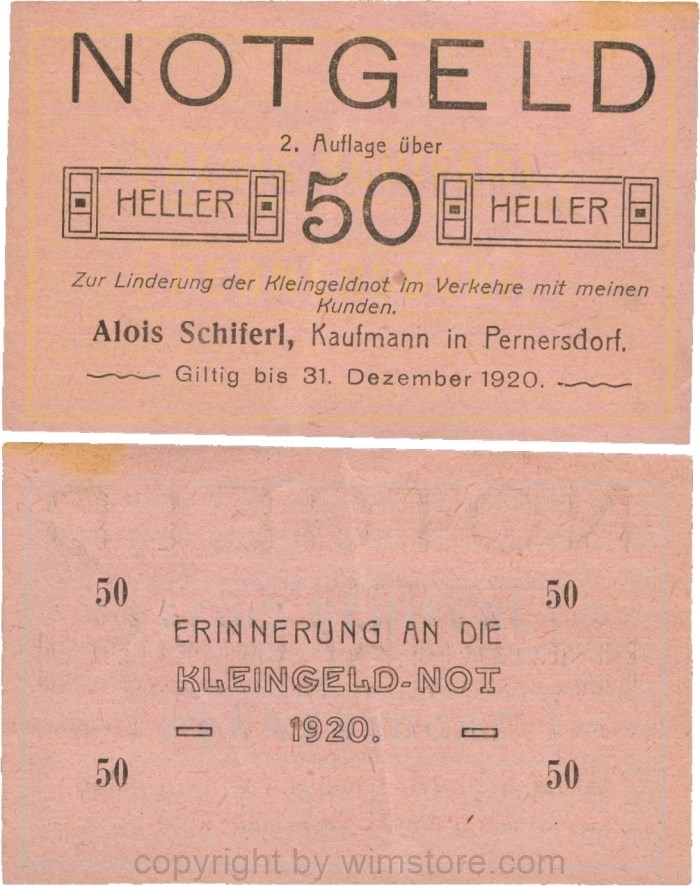 NOTGELD
2. Auflage über
HELLER 50 HELLER
Zur Linderung der Kleingeldnot im Verkehre mit meinen
Kunden.
Alois Schiferl, Kaufmann in Pernersdorf.
Giltig bis 31. Dezember 1920.
50 50
ERINNERUNG AN DIE
KLEINGELD-NOT
1920.
50 50
copyright by wimstore.com